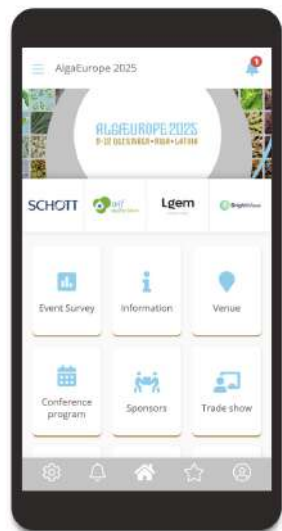 AlgaEurope 2025
1
ALGAEUROPE 2025
9-12 DECEMBER•RIGA•LATVIA
SCHOTT
Lgem
BrightWave
Event Survey
Information
Venue
Conference program
Sponsors
Trade show